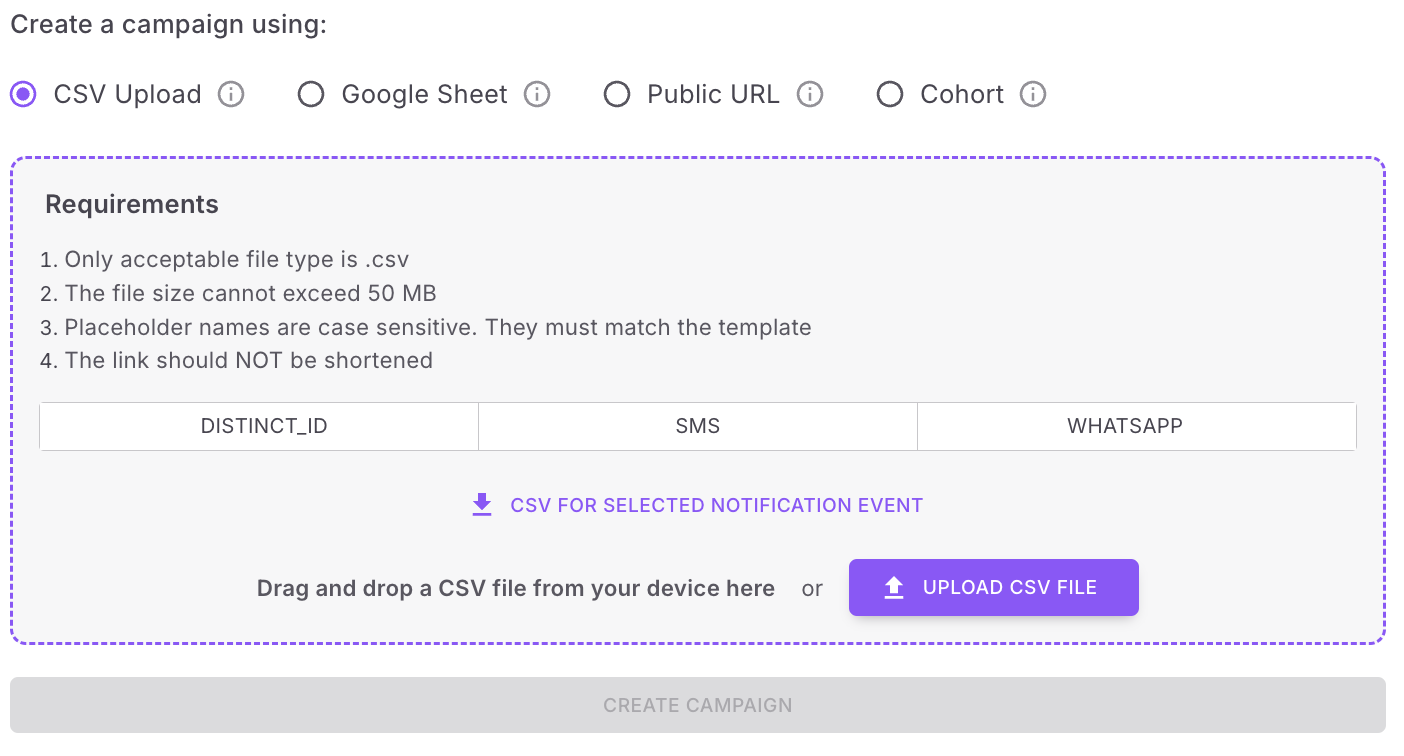 Create a campaign using:
CSV Upload Google Sheet Public URL Cohort
Requirements
1. Only acceptable file type is .csv
2. The file size cannot exceed 50 MB
3. Placeholder names are case sensitive. They must match the template
4. The link should NOT be shortened
DISTINCT_ID SMS WHATSAPP
CSV FOR SELECTED NOTIFICATION EVENT
Drag and drop a CSV file from your device here or UPLOAD CSV FILE
CREATE CAMPAIGN